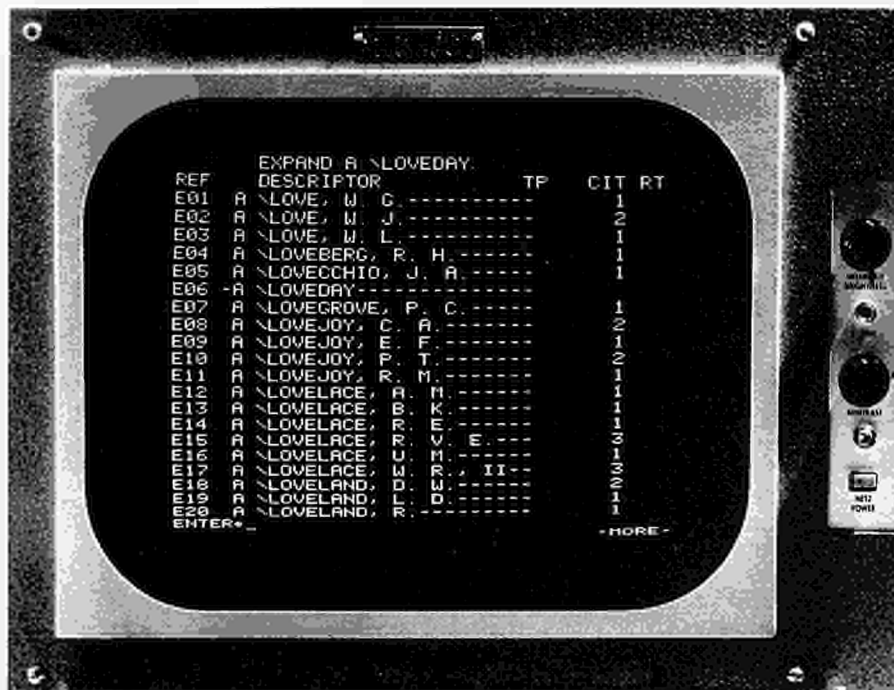 EXPAND A \LOVEDAY.
REF DESCRIPTOR TP CIT RT
E01 A \LOVE, W. G.---------- 1
E02 A \LOVE, W. J.---------- 2
E03 A \LOVE, W. L.---------- 1
E04 A \LOVEBERG, R. H.------ 1
E05 A \LOVECCHIO, J. A.----- 1
E06 -A \LOVEDAY---------------
E07 A \LOVEGROVE, P. C.----- 1
E08 A \LOVEJOY, C. A.------- 2
E09 A \LOVEJOY, E. F.------- 1
E10 A \LOVEJOY, P. T.------- 2
E11 A \LOVEJOY, R. M.------- 1
E12 A \LOVELACE, A. M.------ 1
E13 A \LOVELACE, B. K.------ 1
E14 A \LOVELACE, R. E.------ 1
E15 A \LOVELACE, R. V. E.--- 3
E16 A \LOVELACE, U. M.------ 1
E17 A \LOVELACE, W. R., II-- 3
E18 A \LOVELAND, D. W.------ 2
E19 A \LOVELAND, L. D.------ 1
E20 A \LOVELAND, R.--------- 1
ENTER*_ -MORE-
POWER